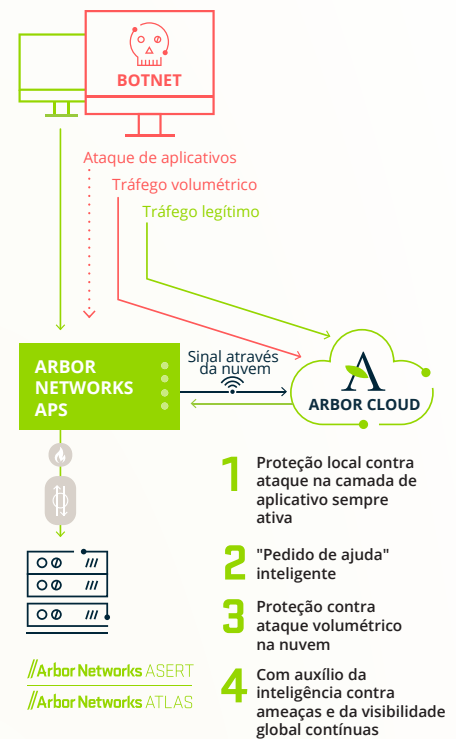 BOTNET
Ataque de aplicativos
Tráfego volumétrico
Tráfego legítimo
ARBOR
NETWORKS
APS
Sinal através
da nuvem
A
ARBOR CLOUD
1
Proteção local contra
ataque na camada de
aplicativo sempre
ativa
2
"Pedido de ajuda"
inteligente
3
Proteção contra
ataque volumétrico
na nuvem
4
Com auxílio da
inteligência contra
ameaças e da visibilidade
global contínuas
//Arbor Networks ASERT
//Arbor Networks ATLAS